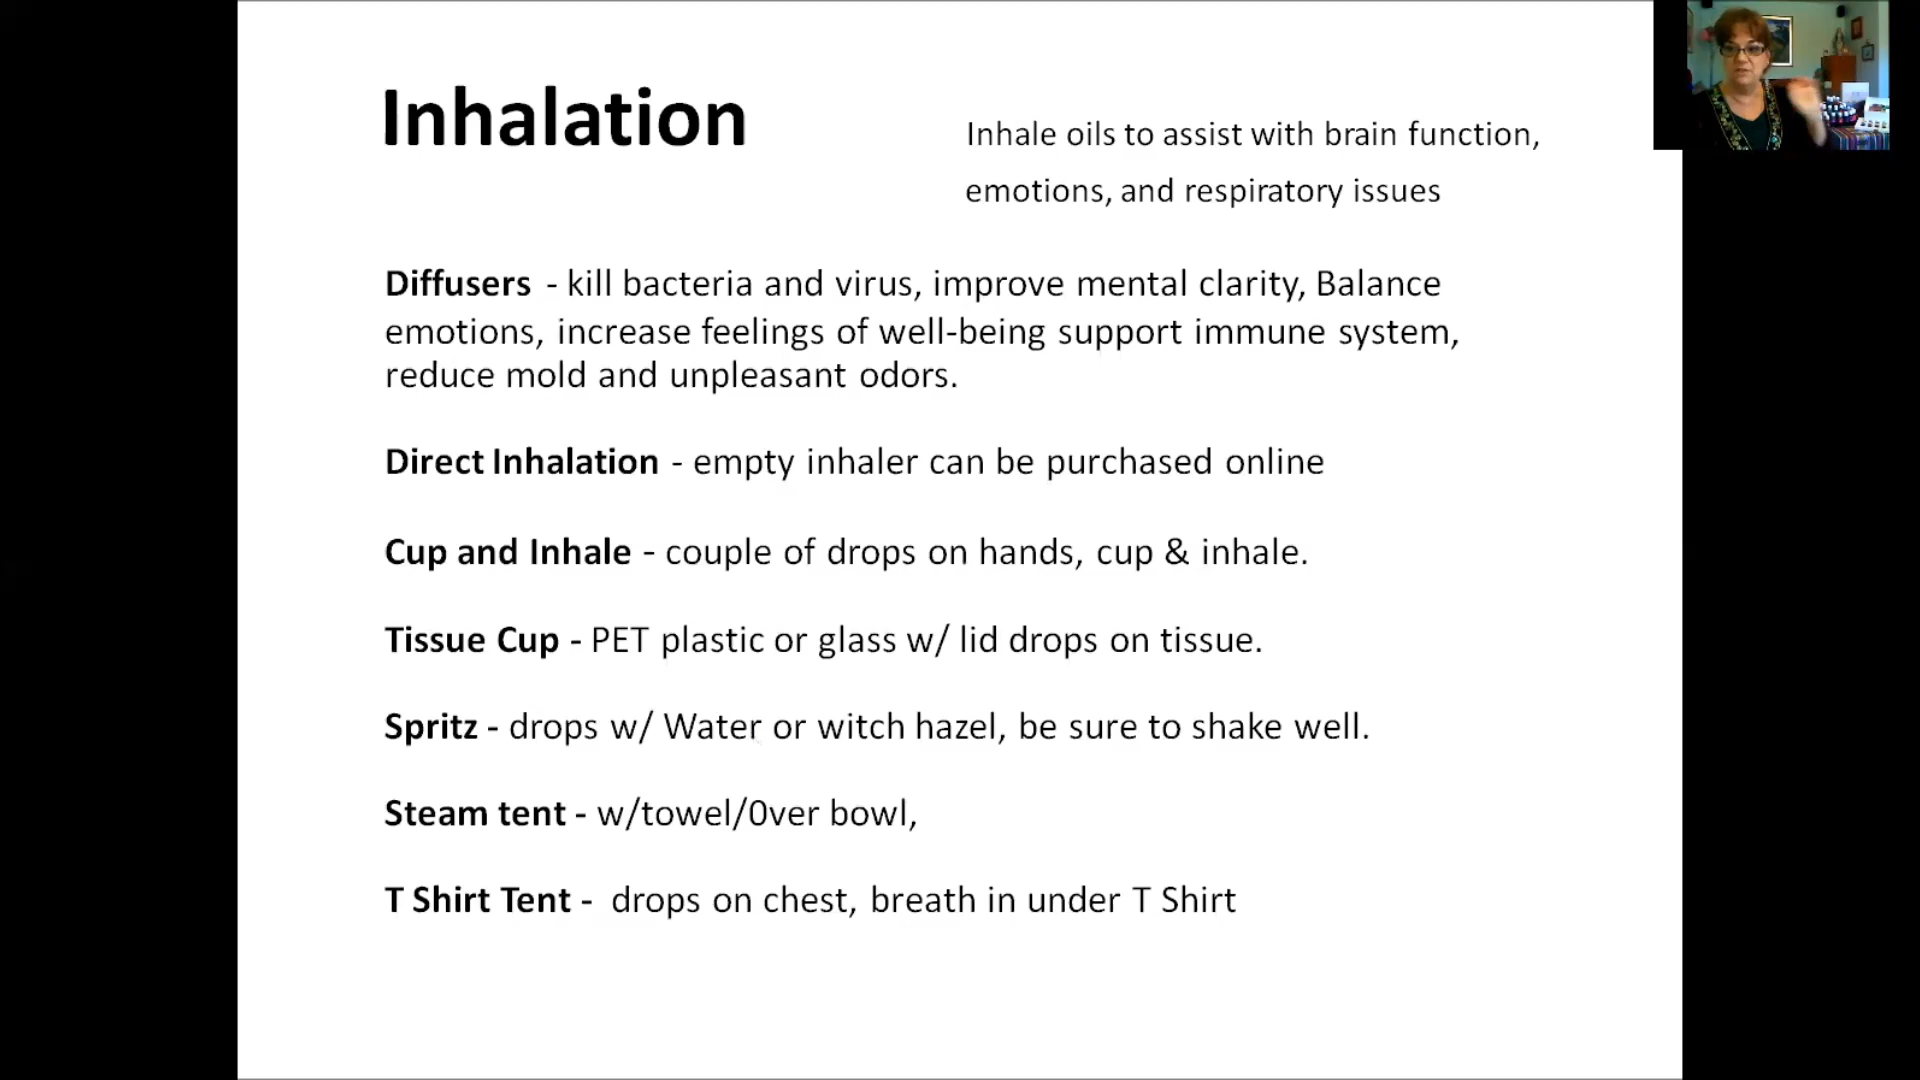 Inhalation
Inhale oils to assist with brain function,
emotions, and respiratory issues
Diffusers - kill bacteria and virus, improve mental clarity, Balance
emotions, increase feelings of well-being support immune system,
reduce mold and unpleasant odors.
Direct Inhalation - empty inhaler can be purchased online
Cup and Inhale - couple of drops on hands, cup & inhale.
Tissue Cup - PET plastic or glass w/ lid drops on tissue.
Spritz - drops w/ Water or witch hazel, be sure to shake well.
Steam tent - w/towel/0ver bowl,
T Shirt Tent - drops on chest, breath in under T Shirt